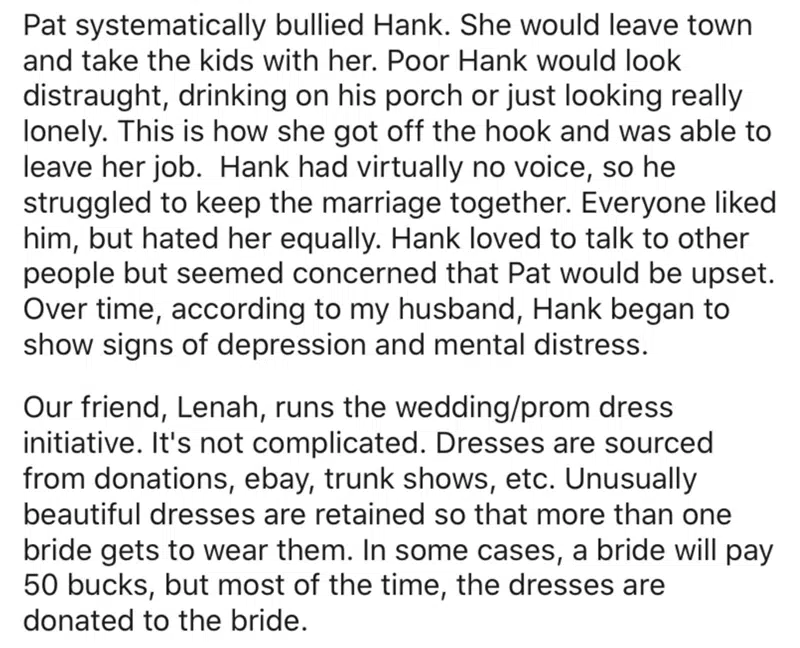 Pat systematically bullied Hank. She would leave town
and take the kids with her. Poor Hank would look
distraught, drinking on his porch or just looking really
lonely. This is how she got off the hook and was able to
leave her job.  Hank had virtually no voice, so he
struggled to keep the marriage together. Everyone liked
him, but hated her equally. Hank loved to talk to other
people but seemed concerned that Pat would be upset.
Over time, according to my husband, Hank began to
show signs of depression and mental distress.
Our friend, Lenah, runs the wedding/prom dress
initiative. It's not complicated. Dresses are sourced
from donations, ebay, trunk shows, etc. Unusually
beautiful dresses are retained so that more than one
bride gets to wear them. In some cases, a bride will pay
50 bucks, but most of the time, the dresses are
donated to the bride.